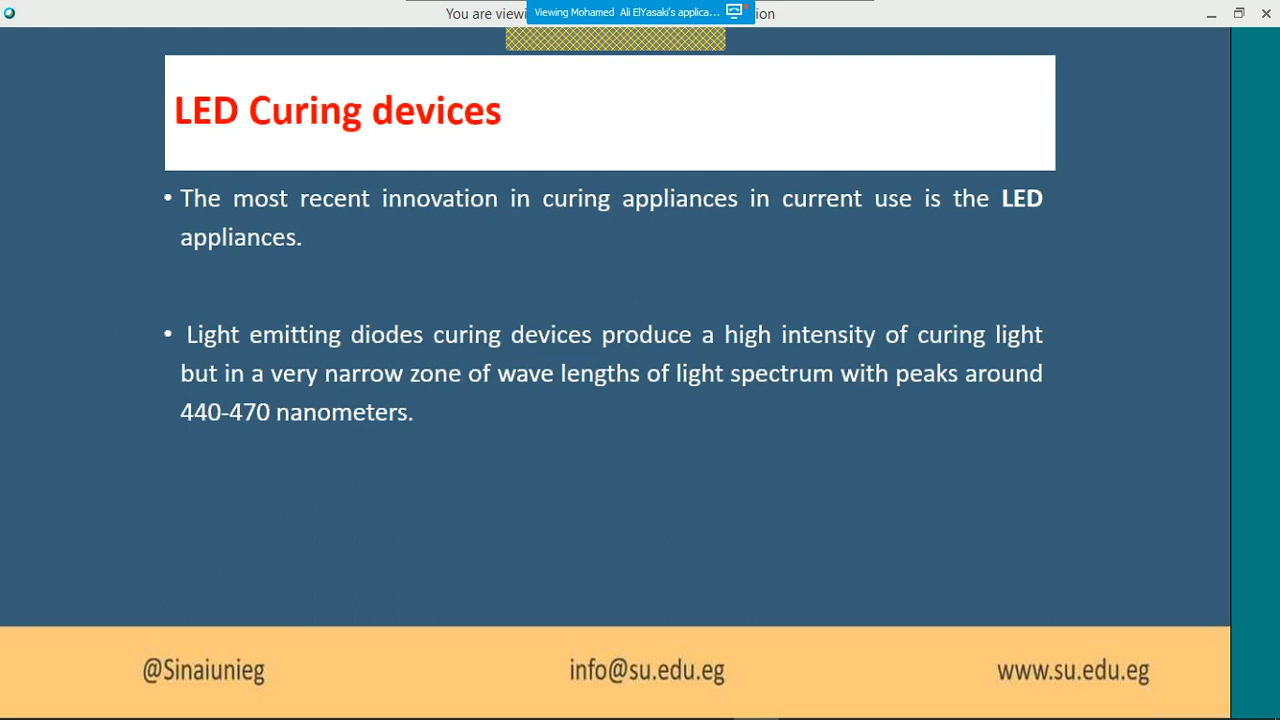 You are viewi
Viewing Mohamed Ali ElYasaki's applica...
ion
LED Curing devices
• The most recent innovation in curing appliances in current use is the LED
appliances.
• Light emitting diodes curing devices produce a high intensity of curing light
but in a very narrow zone of wave lengths of light spectrum with peaks around
440-470 nanometers.
@Sinaiunieg
info@su.edu.eg
www.su.edu.eg